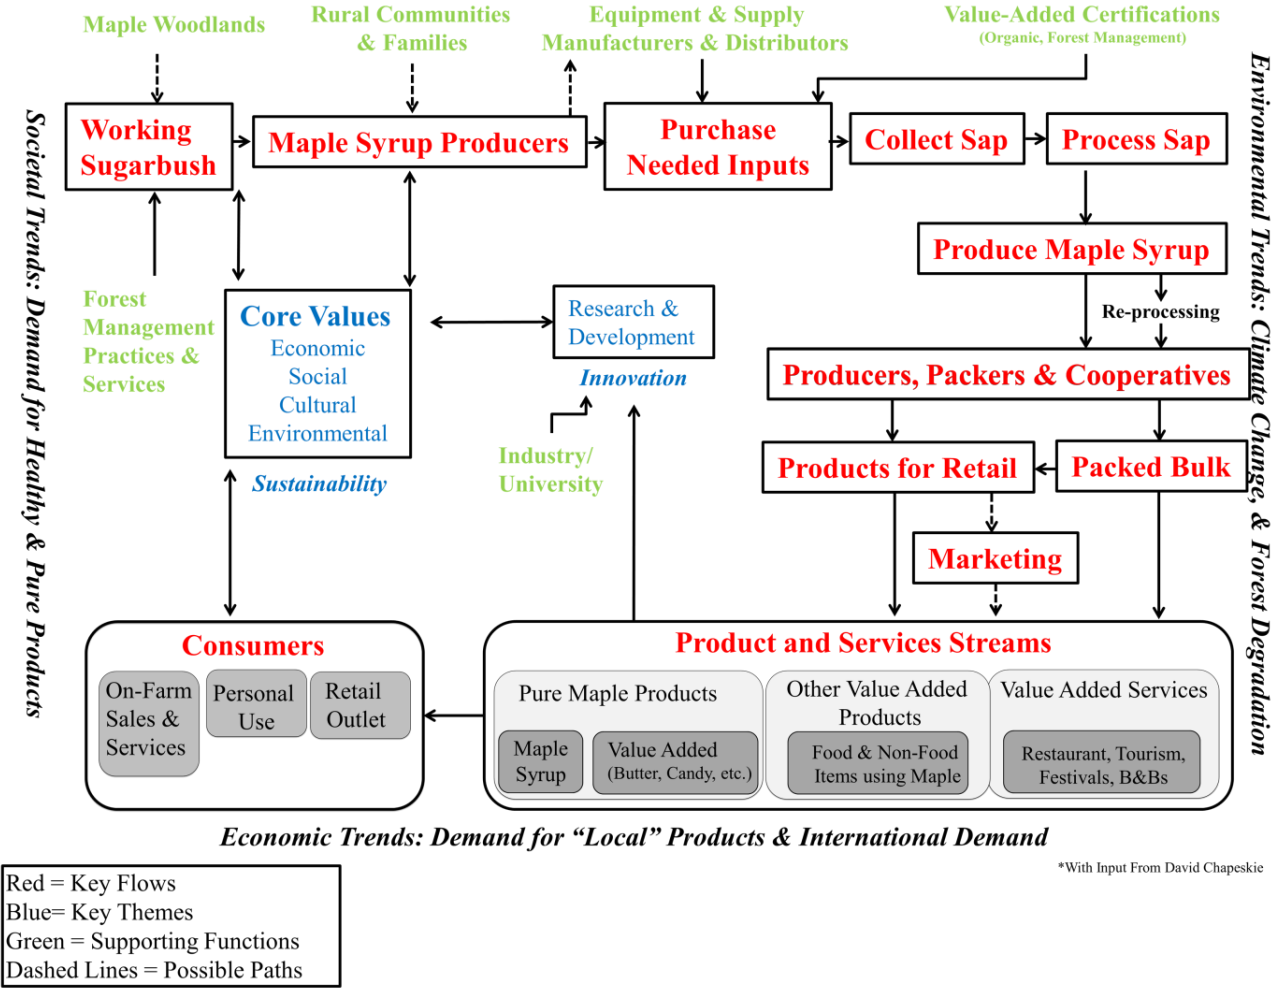 Maple Woodlands
Rural Communities
& Families
Equipment & Supply
Manufacturers & Distributors
Value-Added Certifications
(Organic, Forest Management)
Societal Trends: Demand for Healthy & Pure Products
Environmental Trends: Climate Change, & Forest Degradation
Working
Sugarbush
Maple Syrup Producers
Purchase
Needed Inputs
Collect Sap
Process Sap
Produce Maple Syrup
Re-processing
Forest
Management
Practices &
Services
Core Values
Economic
Social
Cultural
Environmental
Sustainability
Research &
Development
Innovation
Industry/
University
Producers, Packers & Cooperatives
Products for Retail
Packed Bulk
Marketing
Consumers
On-Farm
Sales &
Services
Personal
Use
Retail
Outlet
Product and Services Streams
Pure Maple Products
Maple
Syrup
Value Added
(Butter, Candy, etc.)
Other Value Added
Products
Food & Non-Food
Items using Maple
Value Added Services
Restaurant, Tourism,
Festivals, B&Bs
Economic Trends: Demand for “Local” Products & International Demand
*With Input From David Chapeskie
Red = Key Flows
Blue= Key Themes
Green = Supporting Functions
Dashed Lines = Possible Paths